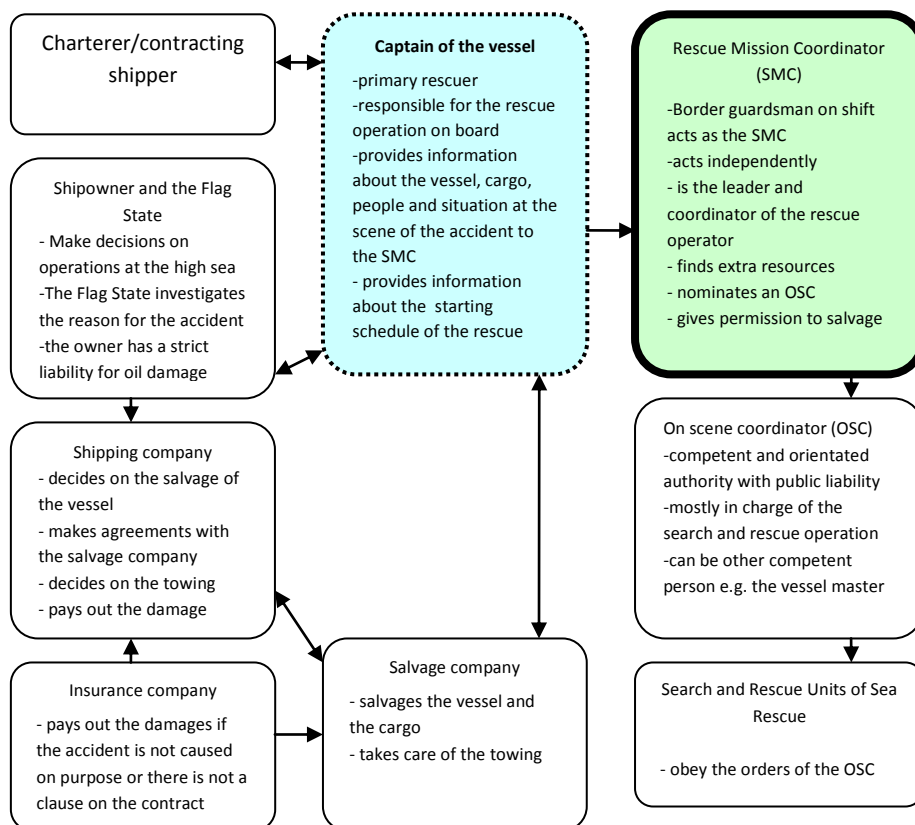 Charterer/contracting
shipper
Captain of the vessel
-primary rescuer
-responsible for the rescue
operation on board
-provides information
about the vessel, cargo,
people and situation at the
scene of the accident to
the SMC
- provides information
about the  starting
schedule of the rescue
Rescue Mission Coordinator
(SMC)
-Border guardsman on shift
acts as the SMC
-acts independently
- is the leader and
coordinator of the rescue
operator
- finds extra resources
- nominates an OSC
- gives permission to salvage
Shipowner and the Flag
State
- Make decisions on
operations at the high sea
-The Flag State investigates
the reason for the accident
-the owner has a strict
liability for oil damage
Shipping company
- decides on the salvage of
the vessel
- makes agreements with
the salvage company
- decides on the towing
- pays out the damage
On scene coordinator (OSC)
-competent and orientated
authority with public liability
-mostly in charge of the
search and rescue operation
-can be other competent
person e.g. the vessel master
Insurance company
- pays out the damages if
the accident is not caused
on purpose or there is not a
clause on the contract
Salvage company
- salvages the vessel and
the cargo
- takes care of the towing
Search and Rescue Units of Sea
Rescue
- obey the orders of the OSC